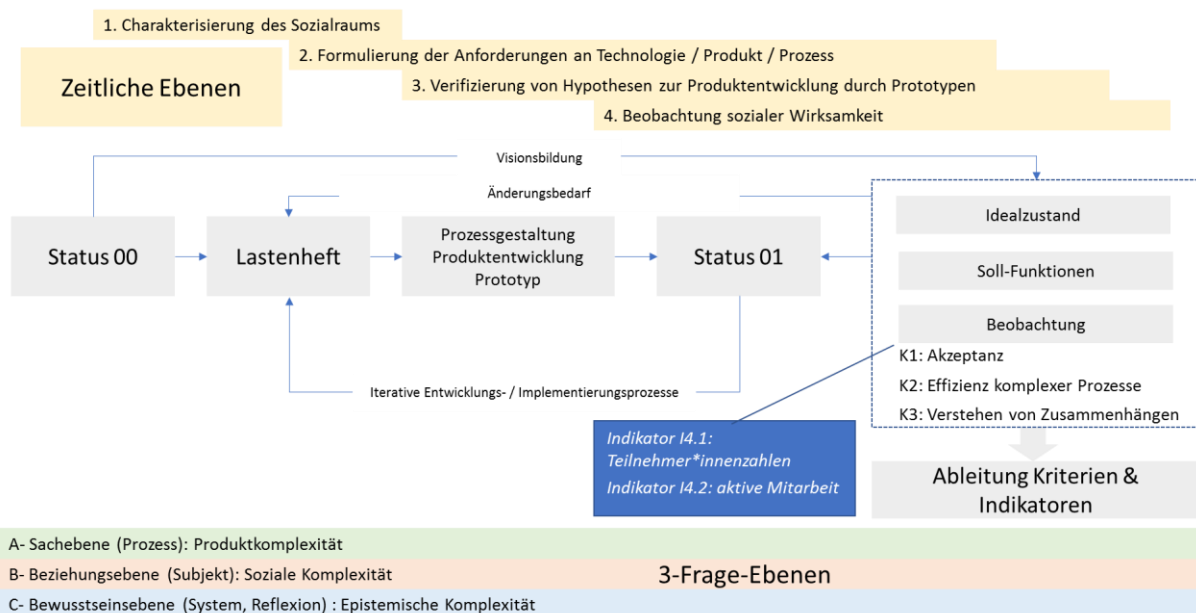 1. Charakterisierung des Sozialraums
2. Formulierung der Anforderungen an Technologie / Produkt / Prozess
Zeitliche Ebenen
3. Verifizierung von Hypothesen zur Produktentwicklung durch Prototypen
4. Beobachtung sozialer Wirksamkeit
Visionsbildung
Änderungsbedarf
Status 00
Lastenheft
Prozessgestaltung
Produktentwicklung
Prototyp
Status 01
Idealzustand
Soll-Funktionen
Beobachtung
K1: Akzeptanz
K2: Effizienz komplexer Prozesse
K3: Verstehen von Zusammenhängen
Iterative Entwicklungs- / Implementierungsprozesse
Indikator I4.1:
Teilnehmer*innenzahlen
Indikator I4.2: aktive Mitarbeit
Ableitung Kriterien &
Indikatoren
A- Sachebene (Prozess): Produktkomplexität
B- Beziehungsebene (Subjekt): Soziale Komplexität
3-Frage-Ebenen
C- Bewusstseinsebene (System, Reflexion) : Epistemische Komplexität